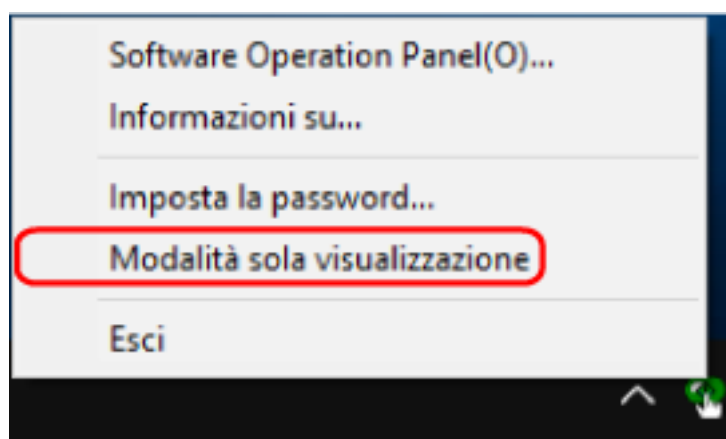 Software Operation Panel(O)...
Informazioni su...
Imposta la password...
Modalità sola visualizzazione
Esci